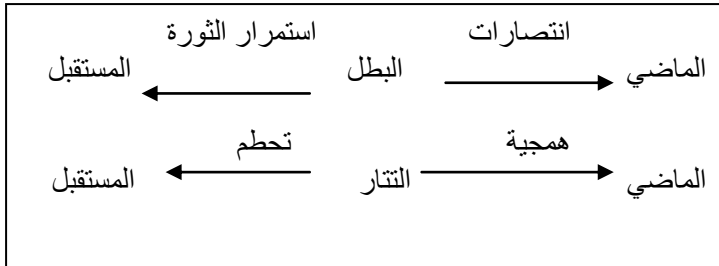 انتصارات استمرار الثورة
الماضي البطل المستقبل
همجية تحطم
الماضي التتار المستقبل